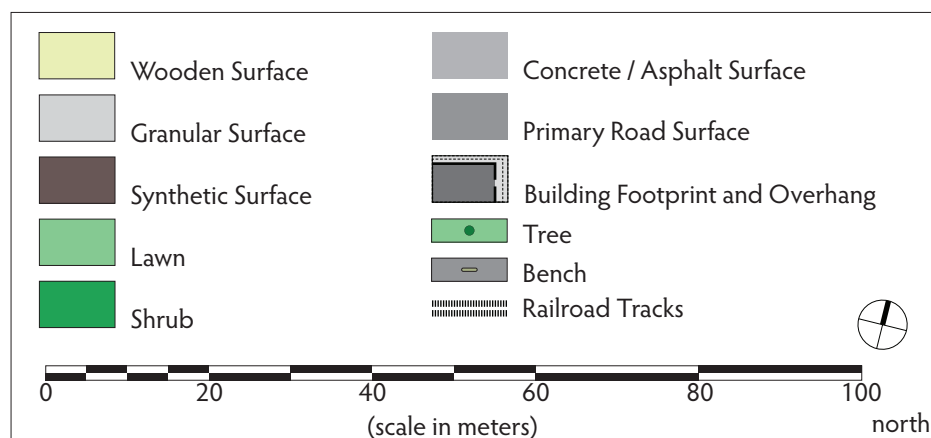 Wooden Surface
Granular Surface
Synthetic Surface
Lawn
Shrub
Concrete / Asphalt Surface
Primary Road Surface
Building Footprint and Overhang
Tree
Bench
Railroad Tracks
0 20 40 60 80 100
(scale in meters)
north